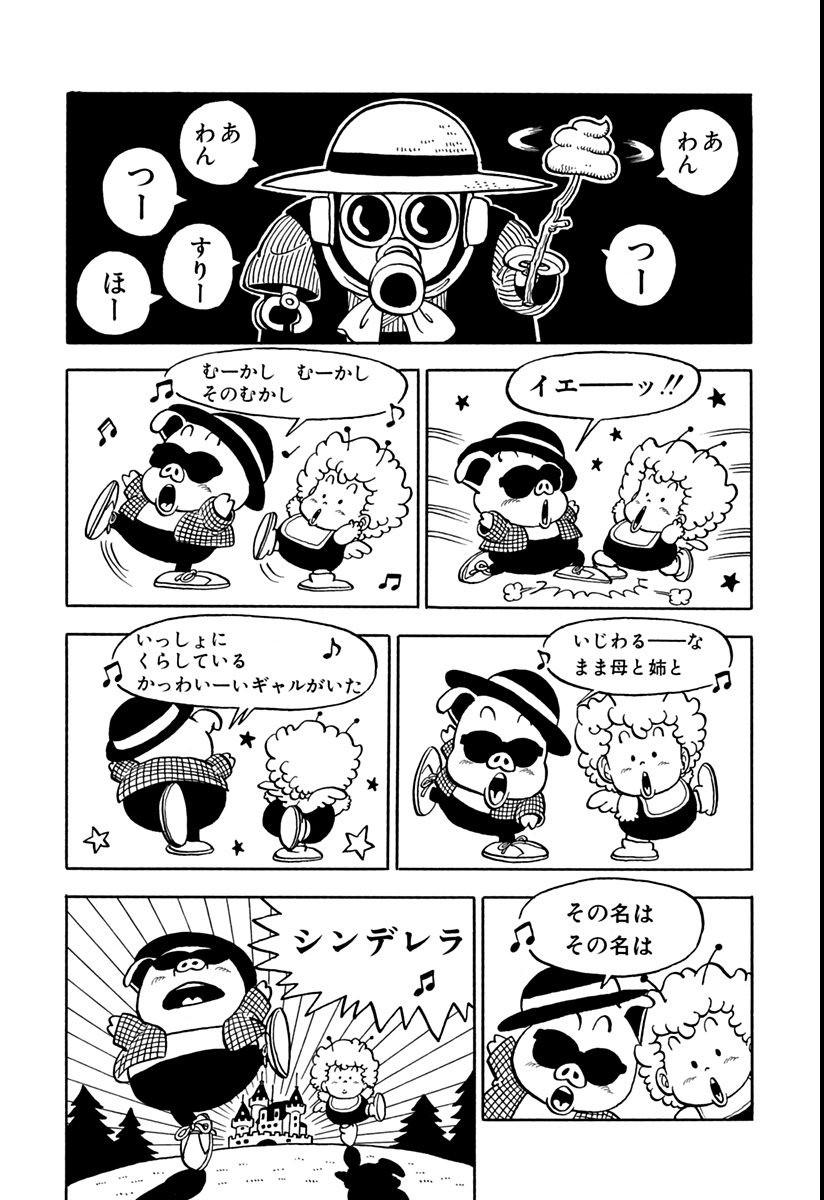 あ
わん
つー
あ
わん
つー
すりー
ほー
イエーーッ!!
むーかし　むーかし
そのむかし
いじわるーーな
まま母と姉と
いっしょに
くらしている
かっわいーいギャルがいた
その名は
その名は
シンデレラ